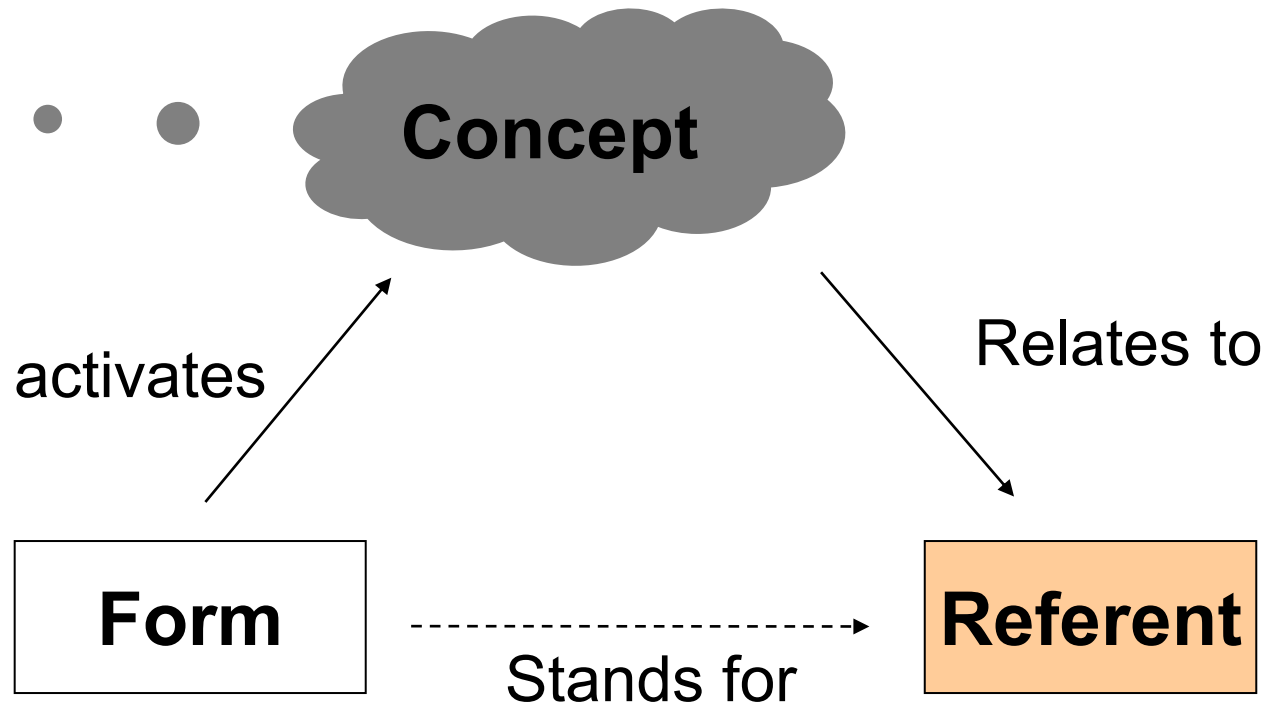 Concept
Relates to
activates
Form
Referent
Stands for